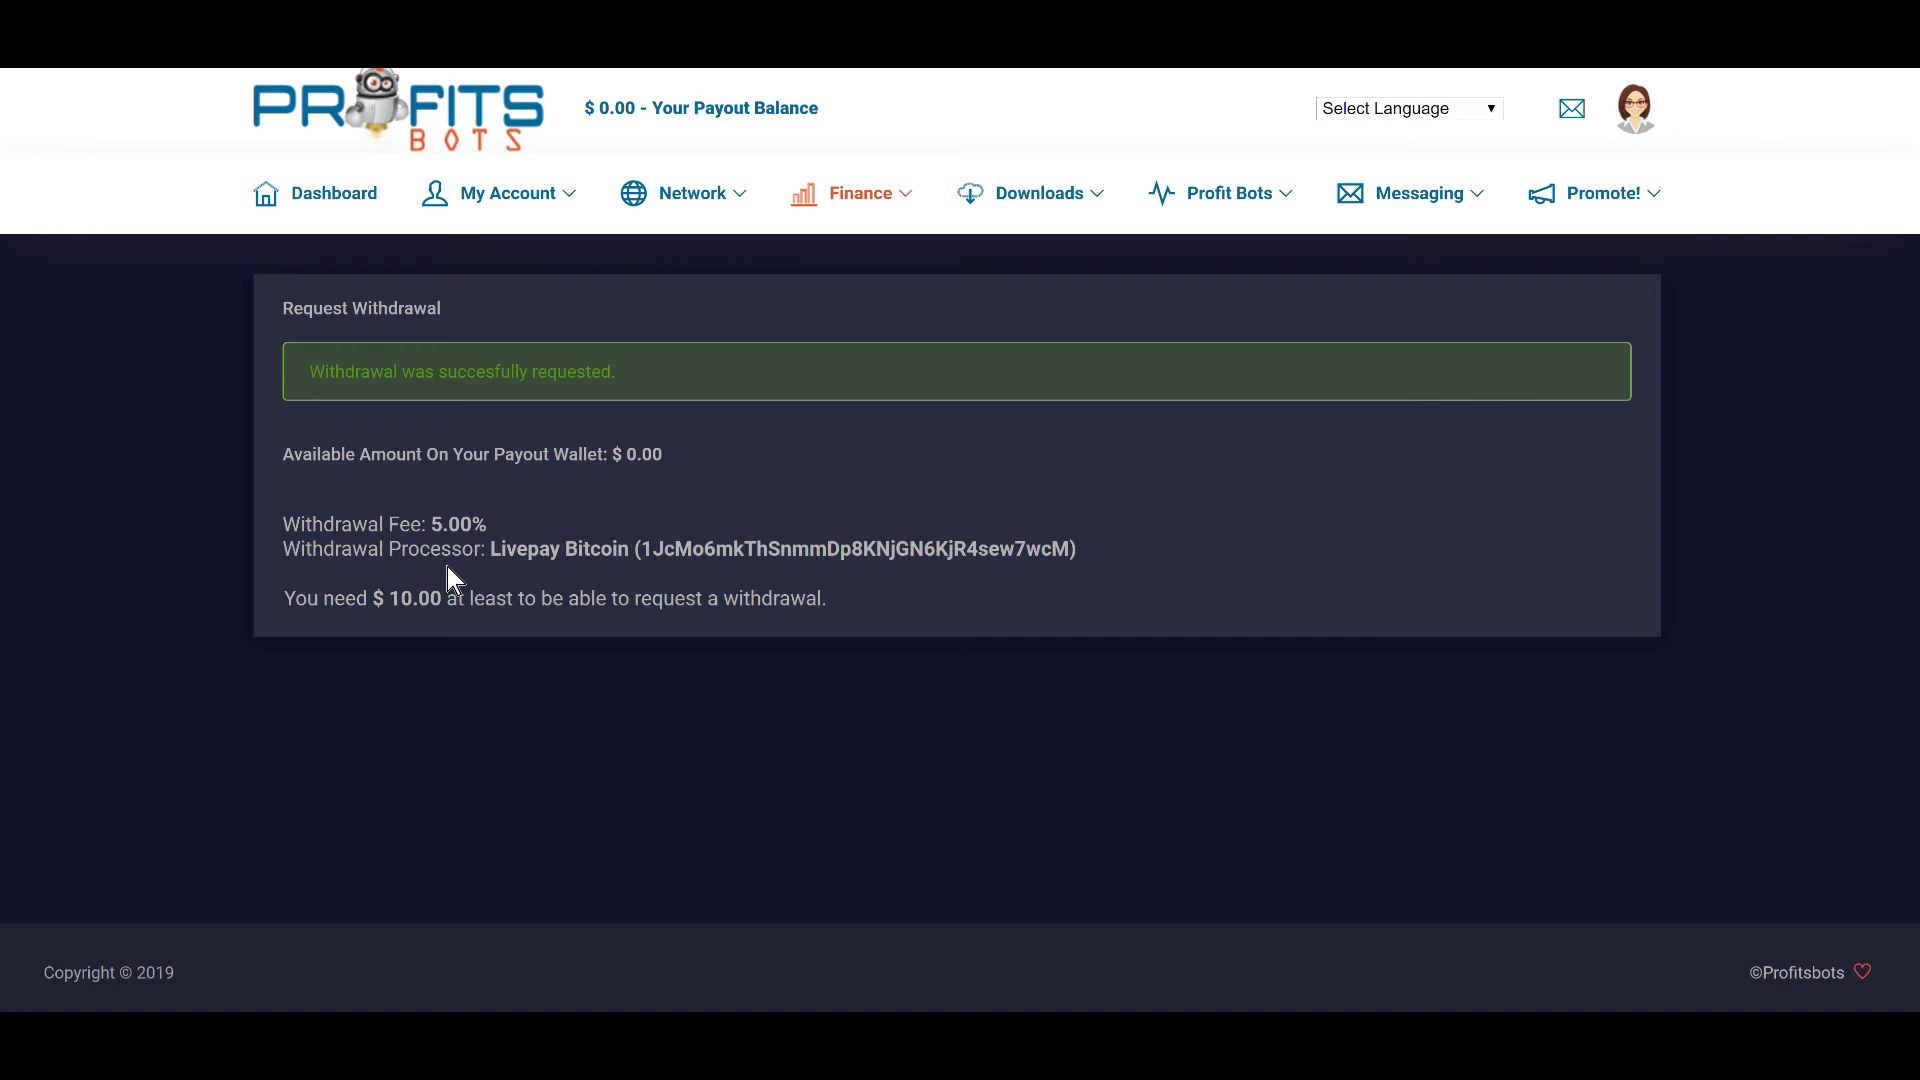 PROFITS
BOTS
$ 0.00 - Your Payout Balance
Select Language
Dashboard
My Account
Network
Finance
Downloads
Profit Bots
Messaging
Promote!
Request Withdrawal
Withdrawal was succesfully requested.
Available Amount On Your Payout Wallet: $ 0.00
Withdrawal Fee: 5.00%
Withdrawal Processor: Livepay Bitcoin (1JcMo6mkThSnmmDp8KNjGN6KjR4sew7wcM)
You need $ 10.00 at least to be able to request a withdrawal.
Copyright © 2019
©Profitsbots